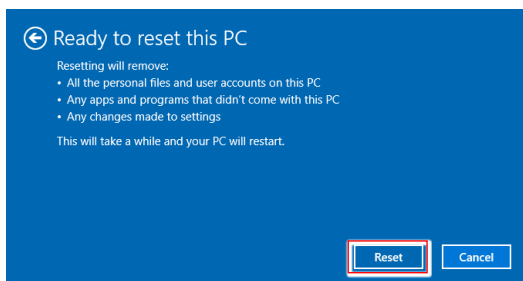 Ready to reset this PC
Resetting will remove:
• All the personal files and user accounts on this PC
• Any apps and programs that didn't come with this PC
• Any changes made to settings
This will take a while and your PC will restart.
Reset
Cancel